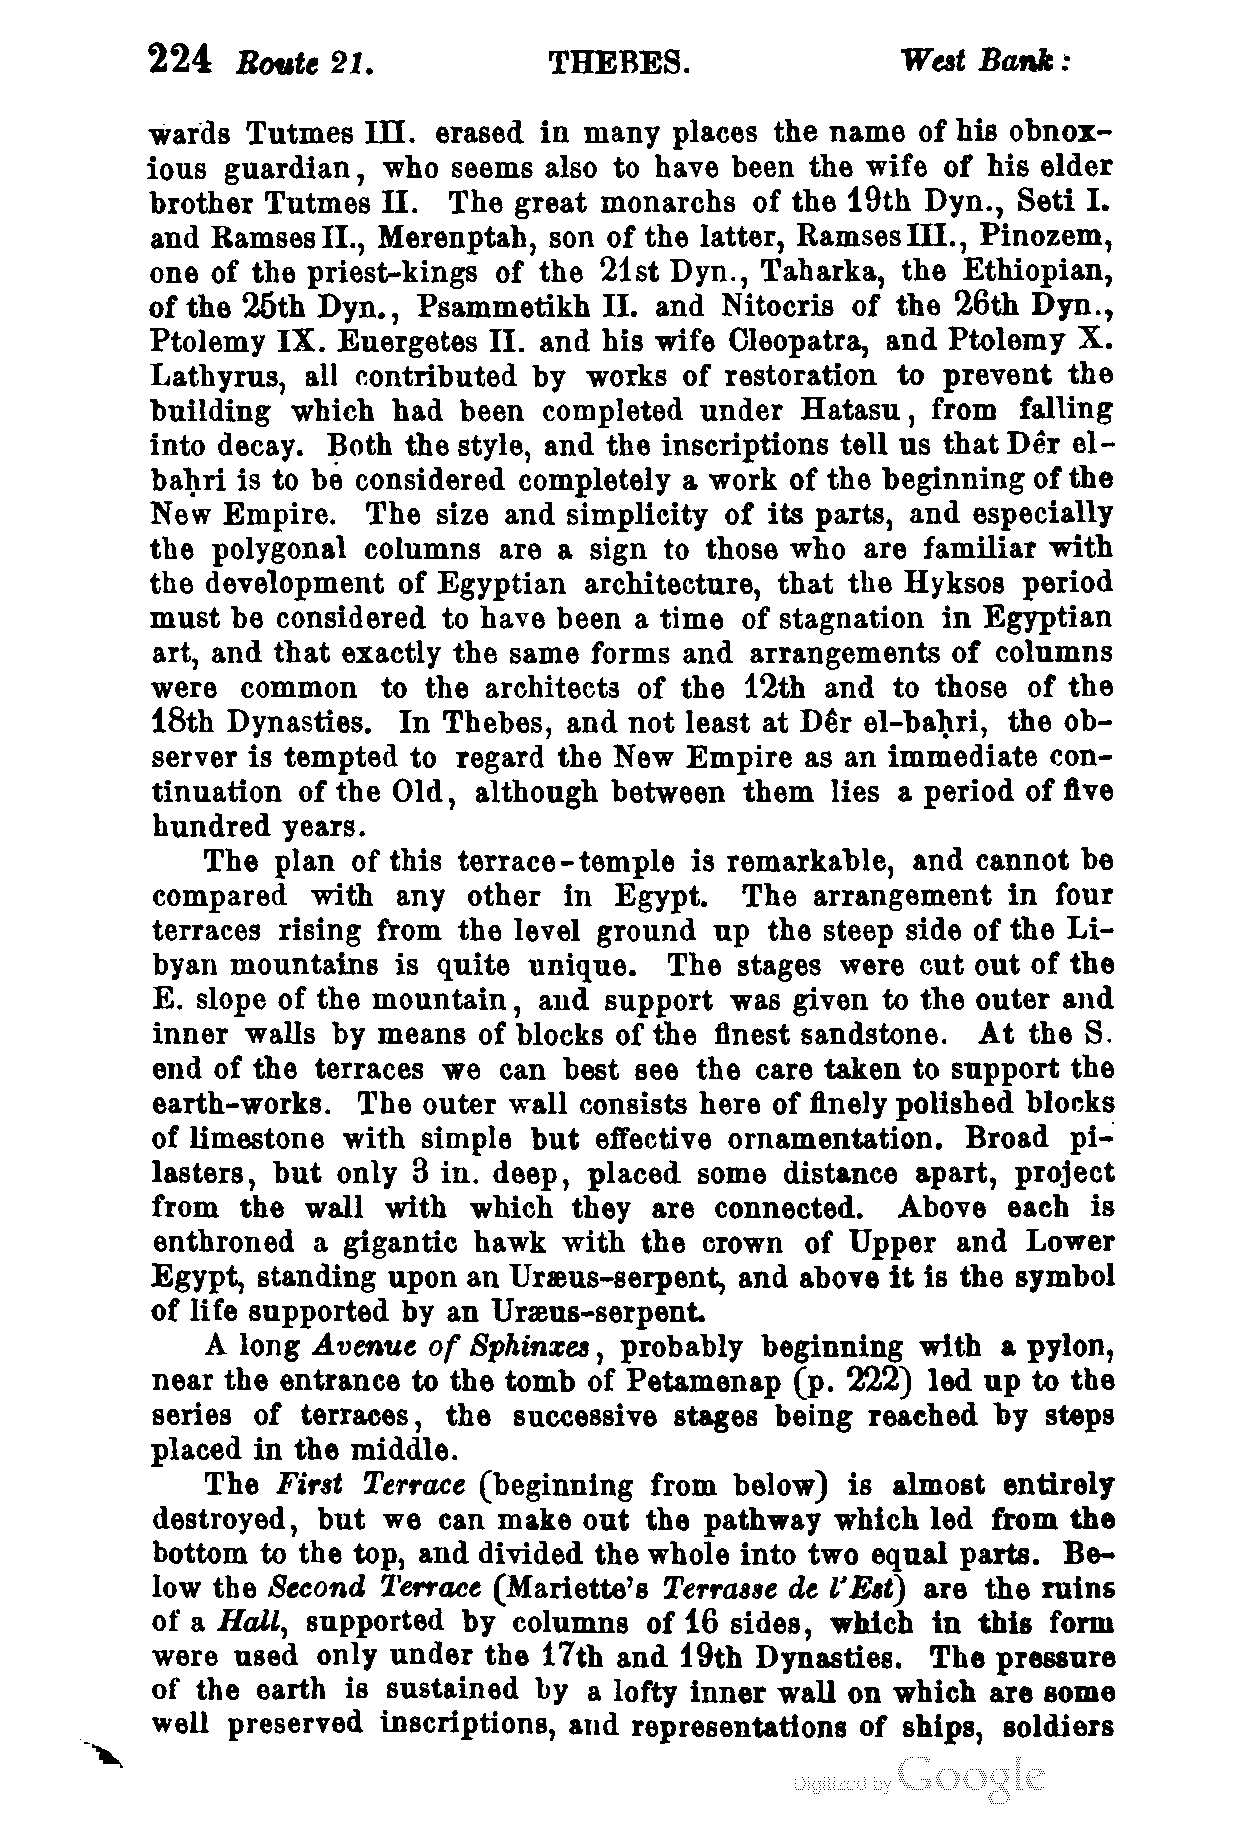 224 Route 21. THEBES. West Bank:
wards Tutmes III. erased in many places the name of his obnox-
ious guardian, who seems also to have been the wife of his elder
brother Tutmes II. The great monarchs of the 19th Dyn., Seti I.
and Ramses II., Merenptah, son of the latter, Ramses III., Pinozem,
one of the priest-kings of the 21st Dyn., Taharka, the Ethiopian,
of the 25th Dyn., Psammetikh II. and Nitocris of the 26th Dyn.,
Ptolemy IX. Euergetes II. and his wife Cleopatra, and Ptolemy X.
Lathyrus, all contributed by works of restoration to prevent the
building which had been completed under Hatasu, from falling
into decay. Both the style, and the inscriptions tell us that Dêr el-
baḥri is to be considered completely a work of the beginning of the
New Empire. The size and simplicity of its parts, and especially
the polygonal columns are a sign to those who are familiar with
the development of Egyptian architecture, that the Hyksos period
must be considered to have been a time of stagnation in Egyptian
art, and that exactly the same forms and arrangements of columns
were common to the architects of the 12th and to those of the
18th Dynasties. In Thebes, and not least at Dêr el-baḥri, the ob-
server is tempted to regard the New Empire as an immediate con-
tinuation of the Old, although between them lies a period of five
hundred years.
The plan of this terrace-temple is remarkable, and cannot be
compared with any other in Egypt. The arrangement in four
terraces rising from the level ground up the steep side of the Li-
byan mountains is quite unique. The stages were cut out of the
E. slope of the mountain, and support was given to the outer and
inner walls by means of blocks of the finest sandstone. At the S.
end of the terraces we can best see the care taken to support the
earth-works. The outer wall consists here of finely polished blocks
of limestone with simple but effective ornamentation. Broad pi-
lasters, but only 3 in. deep, placed some distance apart, project
from the wall with which they are connected. Above each is
enthroned a gigantic hawk with the crown of Upper and Lower
Egypt, standing upon an Uræus-serpent, and above it is the symbol
of life supported by an Uræus-serpent.
A long Avenue of Sphinxes, probably beginning with a pylon,
near the entrance to the tomb of Petamenap (p. 222) led up to the
series of terraces, the successive stages being reached by steps
placed in the middle.
The First Terrace (beginning from below) is almost entirely
destroyed, but we can make out the pathway which led from the
bottom to the top, and divided the whole into two equal parts. Be-
low the Second Terrace (Mariette's Terrasse de l'Est) are the ruins
of a Hall, supported by columns of 16 sides, which in this form
were used only under the 17th and 19th Dynasties. The pressure
of the earth is sustained by a lofty inner wall on which are some
well preserved inscriptions, and representations of ships, soldiers
Digitized by Google